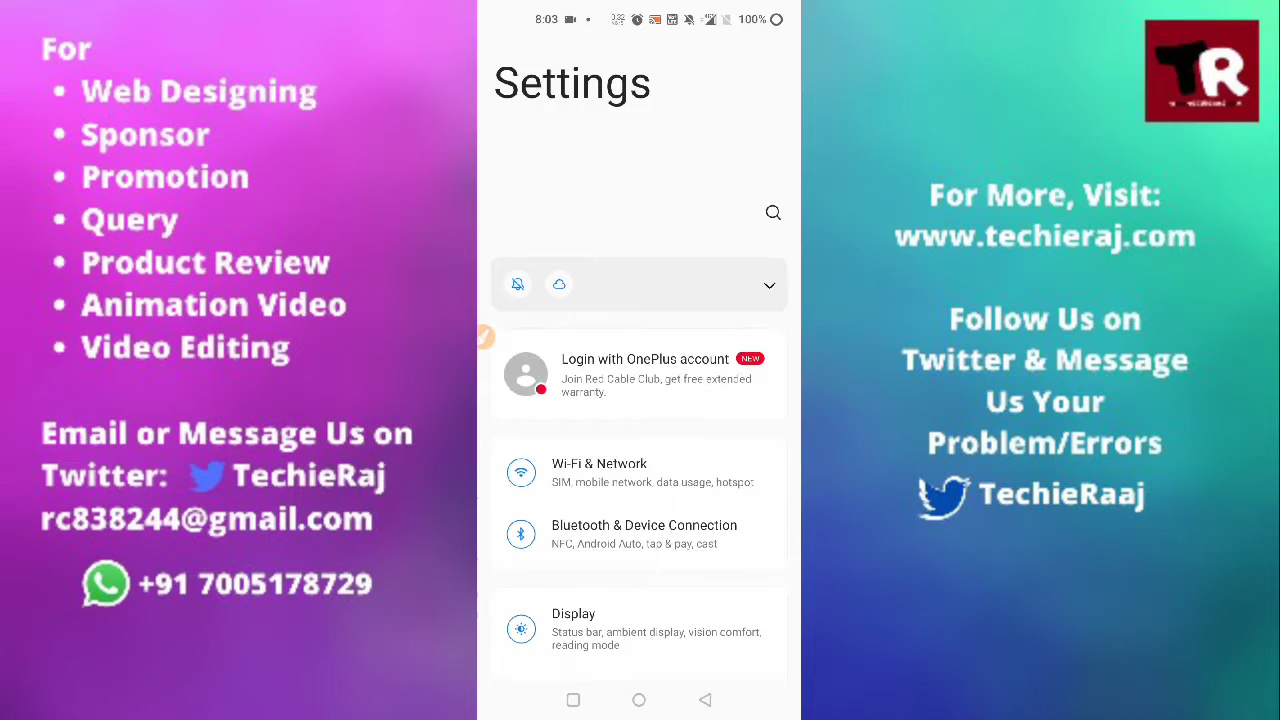 For
• Web Designing
• Sponsor
• Promotion
• Query
• Product Review
• Animation Video
• Video Editing
Email or Message Us on
Twitter: TechieRaj
rc838244@gmail.com
+91 7005178729
8:03
100%
Settings
Login with OnePlus account NEW
Join Red Cable Club, get free extended
warranty.
Wi-Fi & Network
SIM, mobile network, data usage, hotspot
Bluetooth & Device Connection
NFC, Android Auto, tap & pay, cast
Display
Status bar, ambient display, vision comfort,
reading mode
TR
For More, Visit:
www.techieraj.com
Follow Us on
Twitter & Message
Us Your
Problem/Errors
TechieRaaj